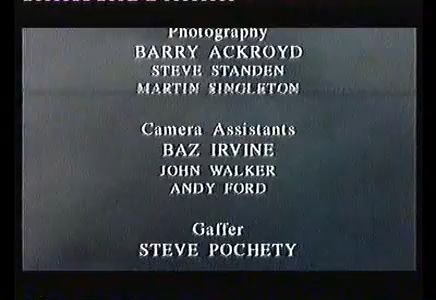 Photography
BARRY ACKROYD
STEVE STANDEN
MARTIN SINGLETON
Camera Assistants
BAZ IRVINE
JOHN WALKER
ANDY FORD
Gaffer
STEVE POCHETY